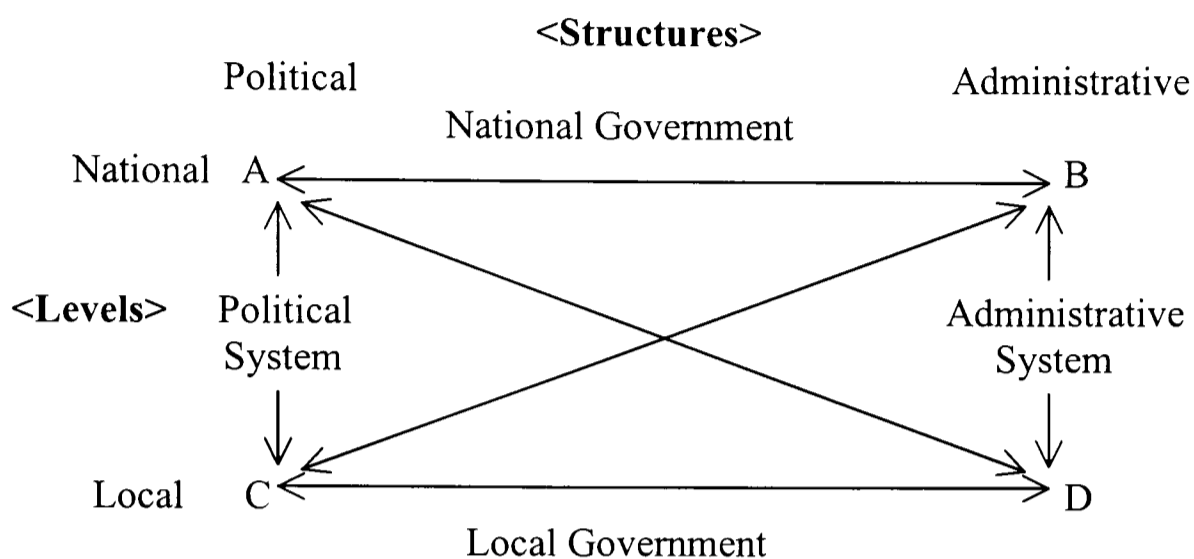 <Structures>
Political Administrative
National Government
National A B
<Levels> Political Administrative
System System
Local C D
Local Government